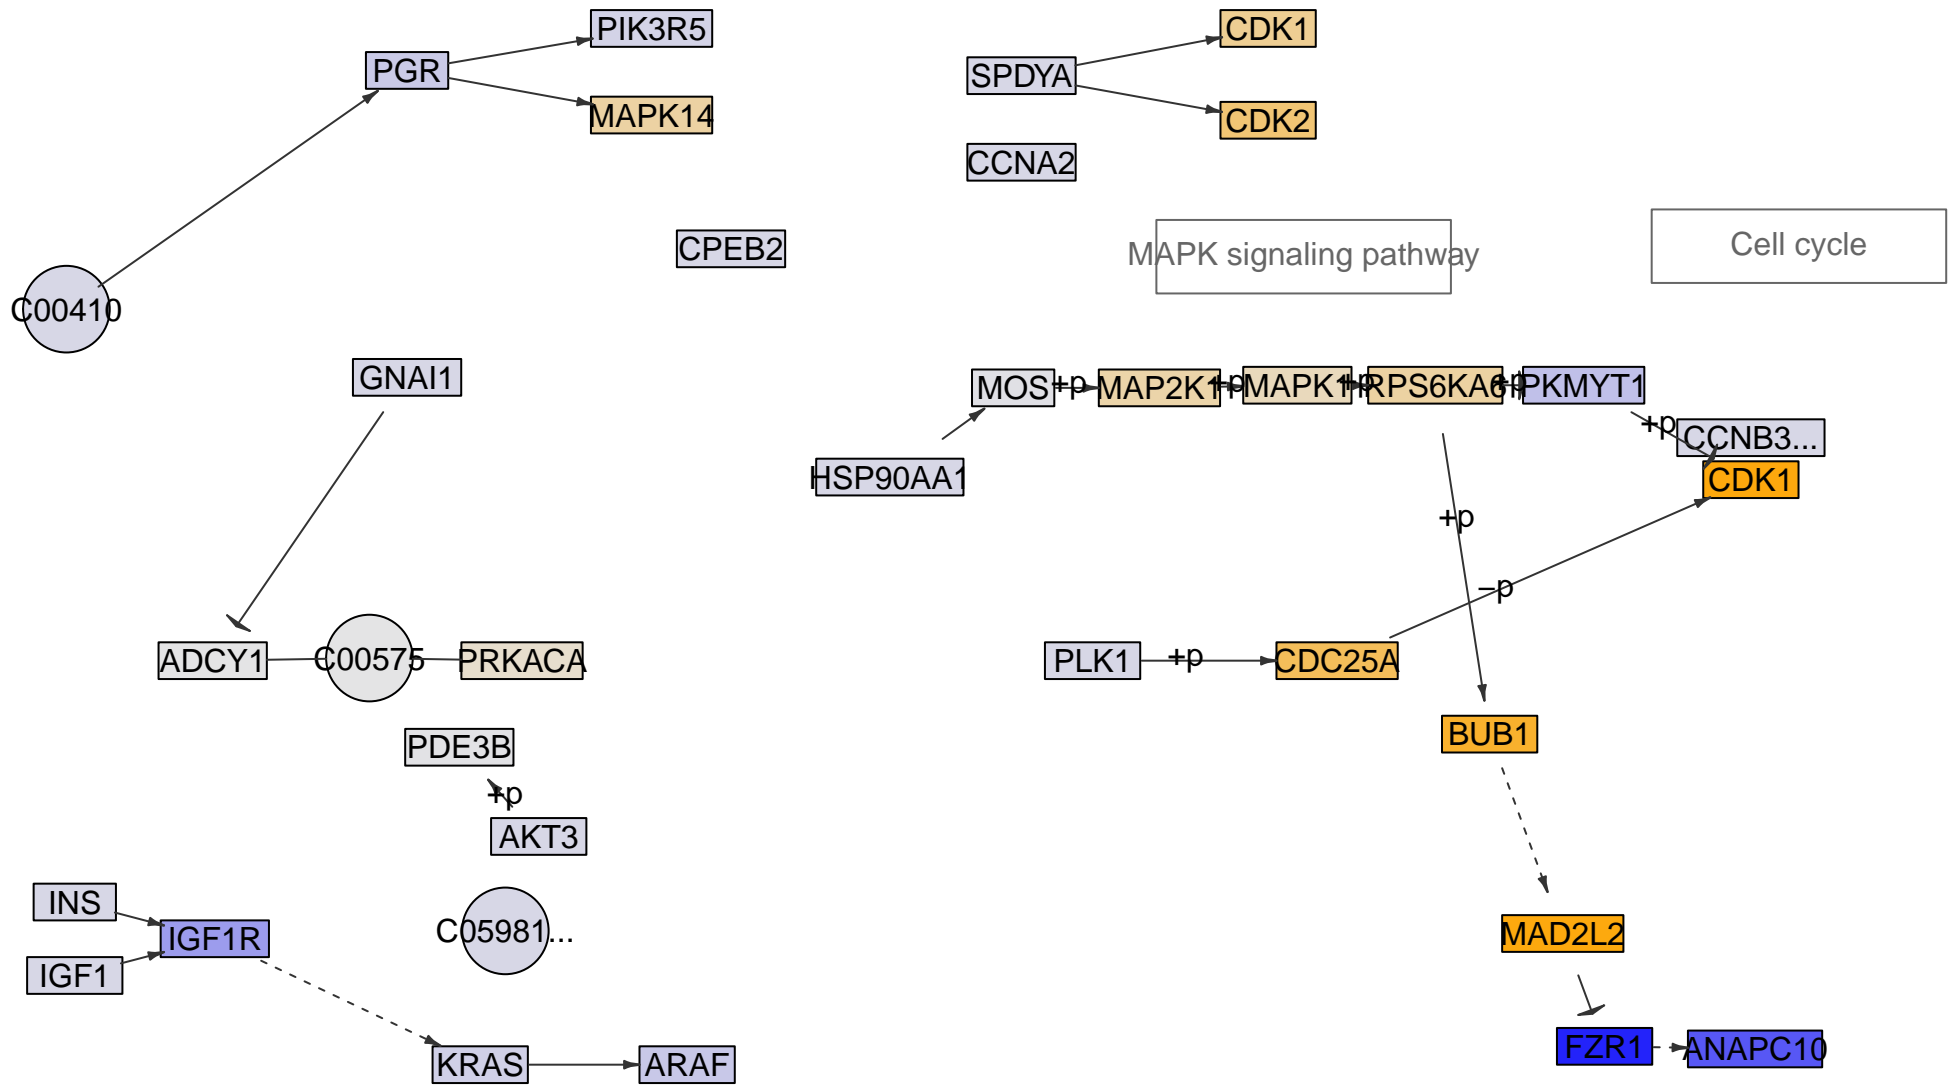 PIK3R5
CDK1
PGR
SPDYA
MAPK14
CDK2
CCNA2
CPEB2
MAPK signaling pathway
Cell cycle
C00410
GNAI1
MOS
+p
MAP2K1
+p
MAPK1
+p
RPS6KA6
+p
PKMYT1
+p
CCNB3...
HSP90AA1
CDK1
+p
−p
ADCY1
C00575
PRKACA
PLK1
+p
CDC25A
BUB1
PDE3B
+p
AKT3
INS
IGF1R
C05981...
MAD2L2
IGF1
KRAS
ARAF
FZR1
ANAPC10